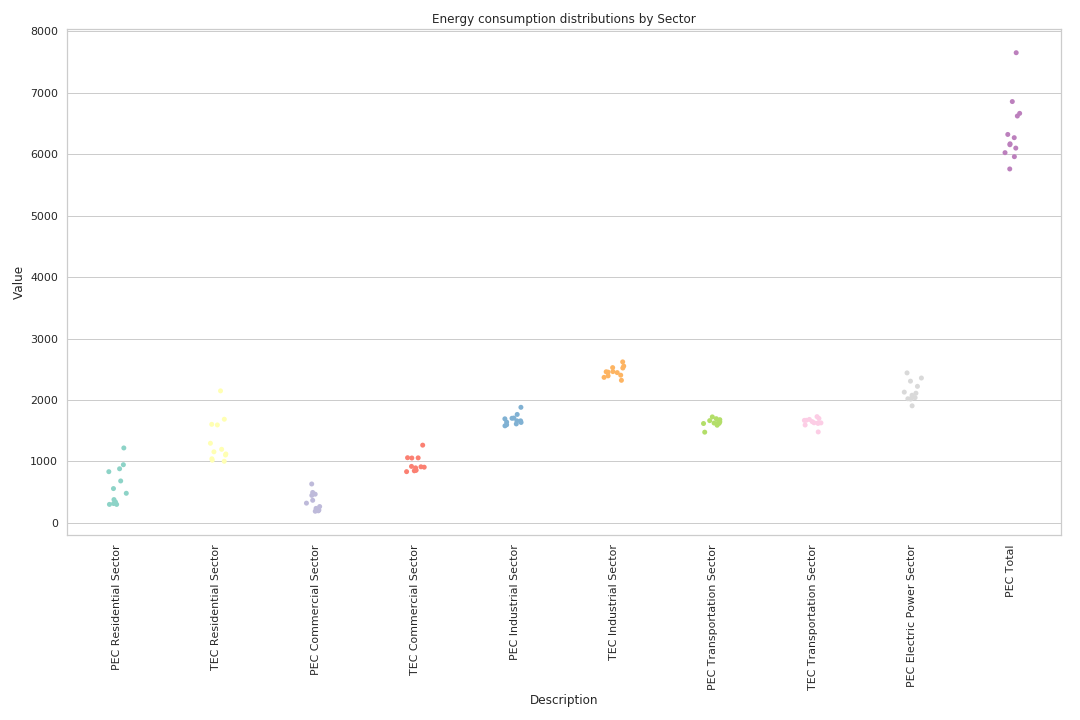 Energy consumption distributions by Sector
8000
7000
6000
5000
4000
3000
2000
1000
0
Value
PEC Residential Sector
TEC Residential Sector
PEC Commercial Sector
TEC Commercial Sector
PEC Industrial Sector
TEC Industrial Sector
PEC Transportation Sector
TEC Transportation Sector
PEC Electric Power Sector
PEC Total
Description